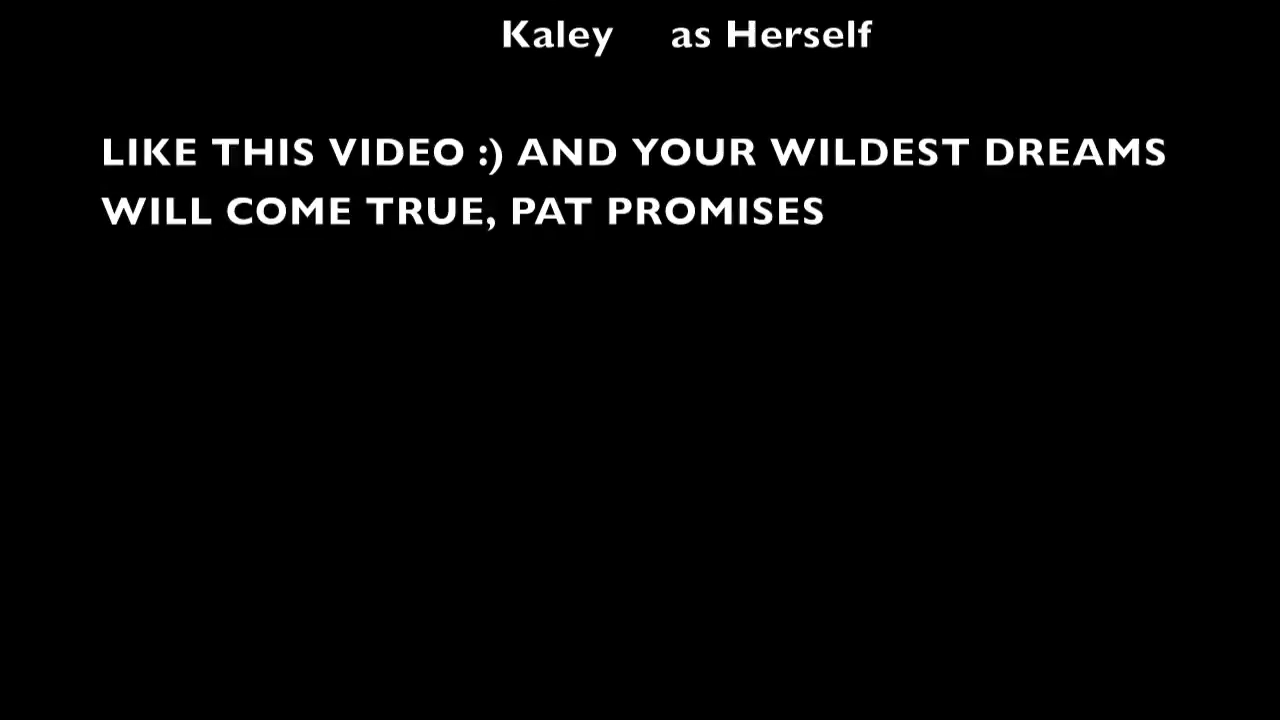 Kaley as Herself
LIKE THIS VIDEO :) AND YOUR WILDEST DREAMS
WILL COME TRUE, PAT PROMISES